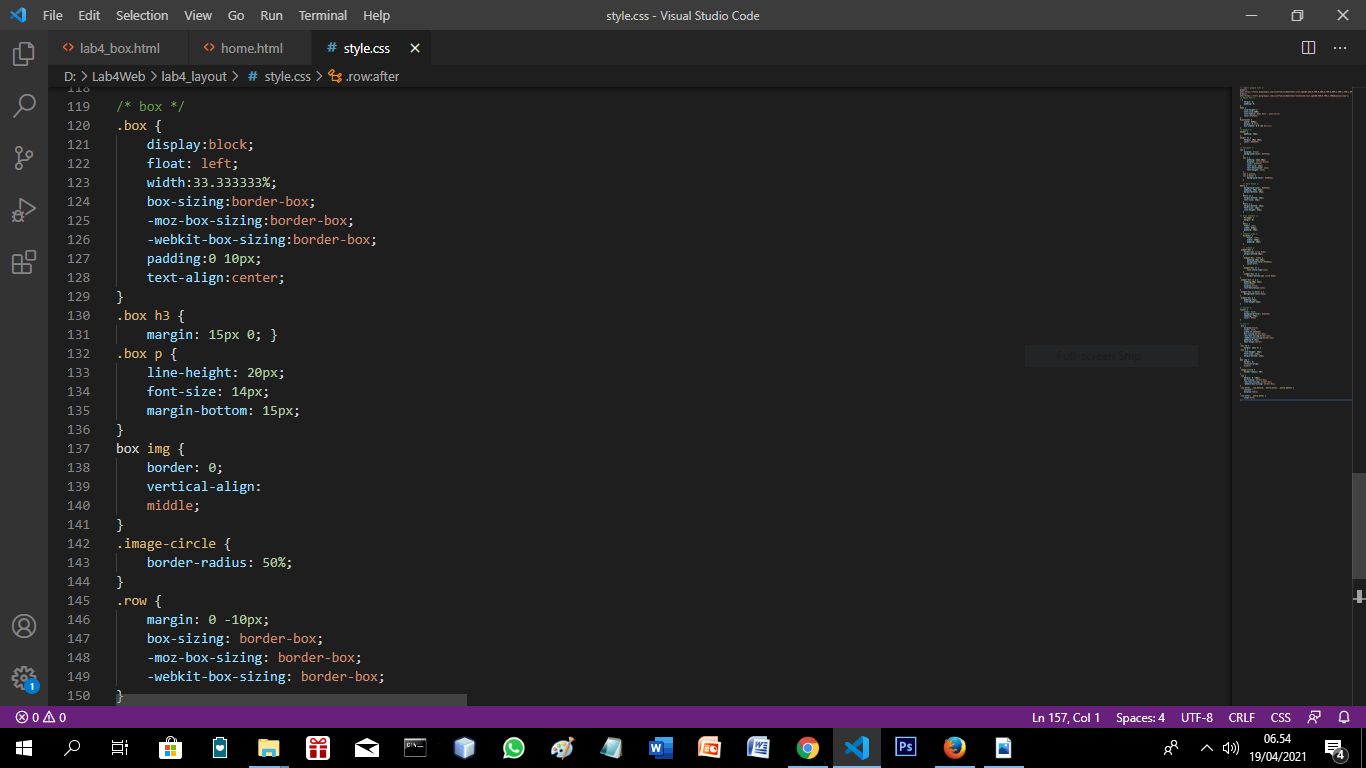 File Edit Selection View Go Run Terminal Help
style.css - Visual Studio Code
lab4_box.html
home.html
# style.css
D: > Lab4Web > lab4_layout > # style.css > .row:after
118
119 /* box */
120 .box {
121 display:block;
122 float: left;
123 width:33.333333%;
124 box-sizing:border-box;
125 -moz-box-sizing:border-box;
126 -webkit-box-sizing:border-box;
127 padding:0 10px;
128 text-align:center;
129 }
130 .box h3 {
131 margin: 15px 0; }
132 .box p {
133 line-height: 20px;
134 font-size: 14px;
135 margin-bottom: 15px;
136 }
137 box img {
138 border: 0;
139 vertical-align:
140 middle;
141 }
142 .image-circle {
143 border-radius: 50%;
144 }
145 .row {
146 margin: 0 -10px;
147 box-sizing: border-box;
148 -moz-box-sizing: border-box;
149 -webkit-box-sizing: border-box;
150 }
Full-screen Snip
1
0 0
Ln 157, Col 1 Spaces: 4 UTF-8 CRLF CSS
06.54
19/04/2021
4